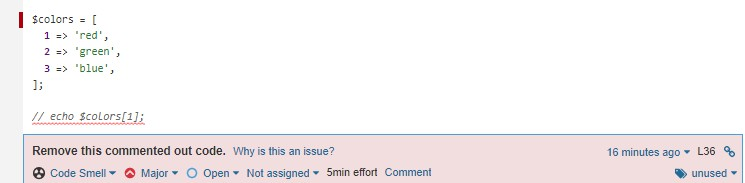 $colors = [
1 => 'red',
2 => 'green',
3 => 'blue',
];
// echo $colors[1];
Remove this commented out code. Why is this an issue? 16 minutes ago L36
Code Smell Major Open Not assigned 5min effort Comment unused